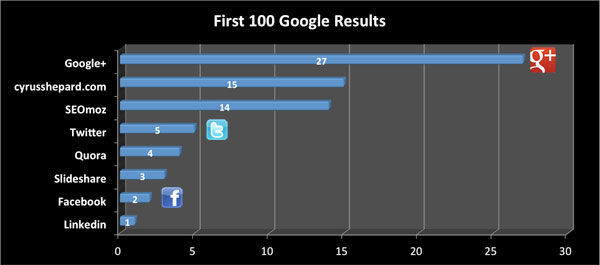 First 100 Google Results
Google+
27
g+
cyrusshepard.com
15
SEOmoz
14
Twitter
5
t
Quora
4
Slideshare
3
Facebook
2
f
Linkedin
1
0 5 10 15 20 25 30